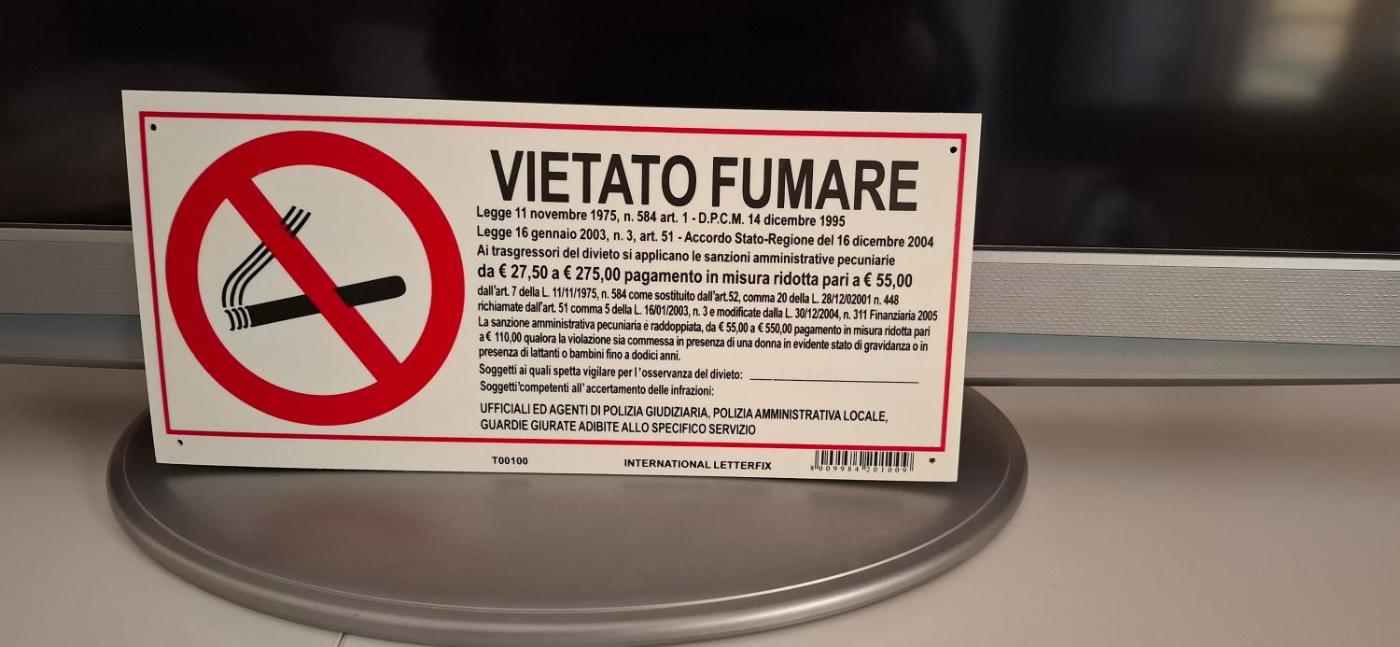 VIETATO FUMARE
Legge 11 novembre 1975, n. 584 art. 1 - D.P.C.M. 14 dicembre 1995
Legge 16 gennaio 2003, n. 3, art. 51 - Accordo Stato-Regione del 16 dicembre 2004
Ai trasgressori del divieto si applicano le sanzioni amministrative pecuniarie
da € 27,50 a € 275,00 pagamento in misura ridotta pari a € 55,00
dall'art. 7 della L. 11/11/1975, n. 584 come sostituito dall'art.52, comma 20 della L. 28/12/02001 n. 448
richiamate dall'art. 51 comma 5 della L. 16/01/2003, n. 3 e modificate dalla L. 30/12/2004, n. 311 Finanziaria 2005
La sanzione amministrativa pecuniaria è raddoppiata, da € 55,00 a € 550,00 pagamento in misura ridotta pari
a € 110,00 qualora la violazione sia commessa in presenza di una donna in evidente stato di gravidanza o in
presenza di lattanti o bambini fino a dodici anni.
Soggetti ai quali spetta vigilare per l'osservanza del divieto:
Soggetti competenti all'accertamento delle infrazioni:
UFFICIALI ED AGENTI DI POLIZIA GIUDIZIARIA, POLIZIA AMMINISTRATIVA LOCALE,
GUARDIE GIURATE ADIBITE ALLO SPECIFICO SERVIZIO
T00100 INTERNATIONAL LETTERFIX 8 009984 201009